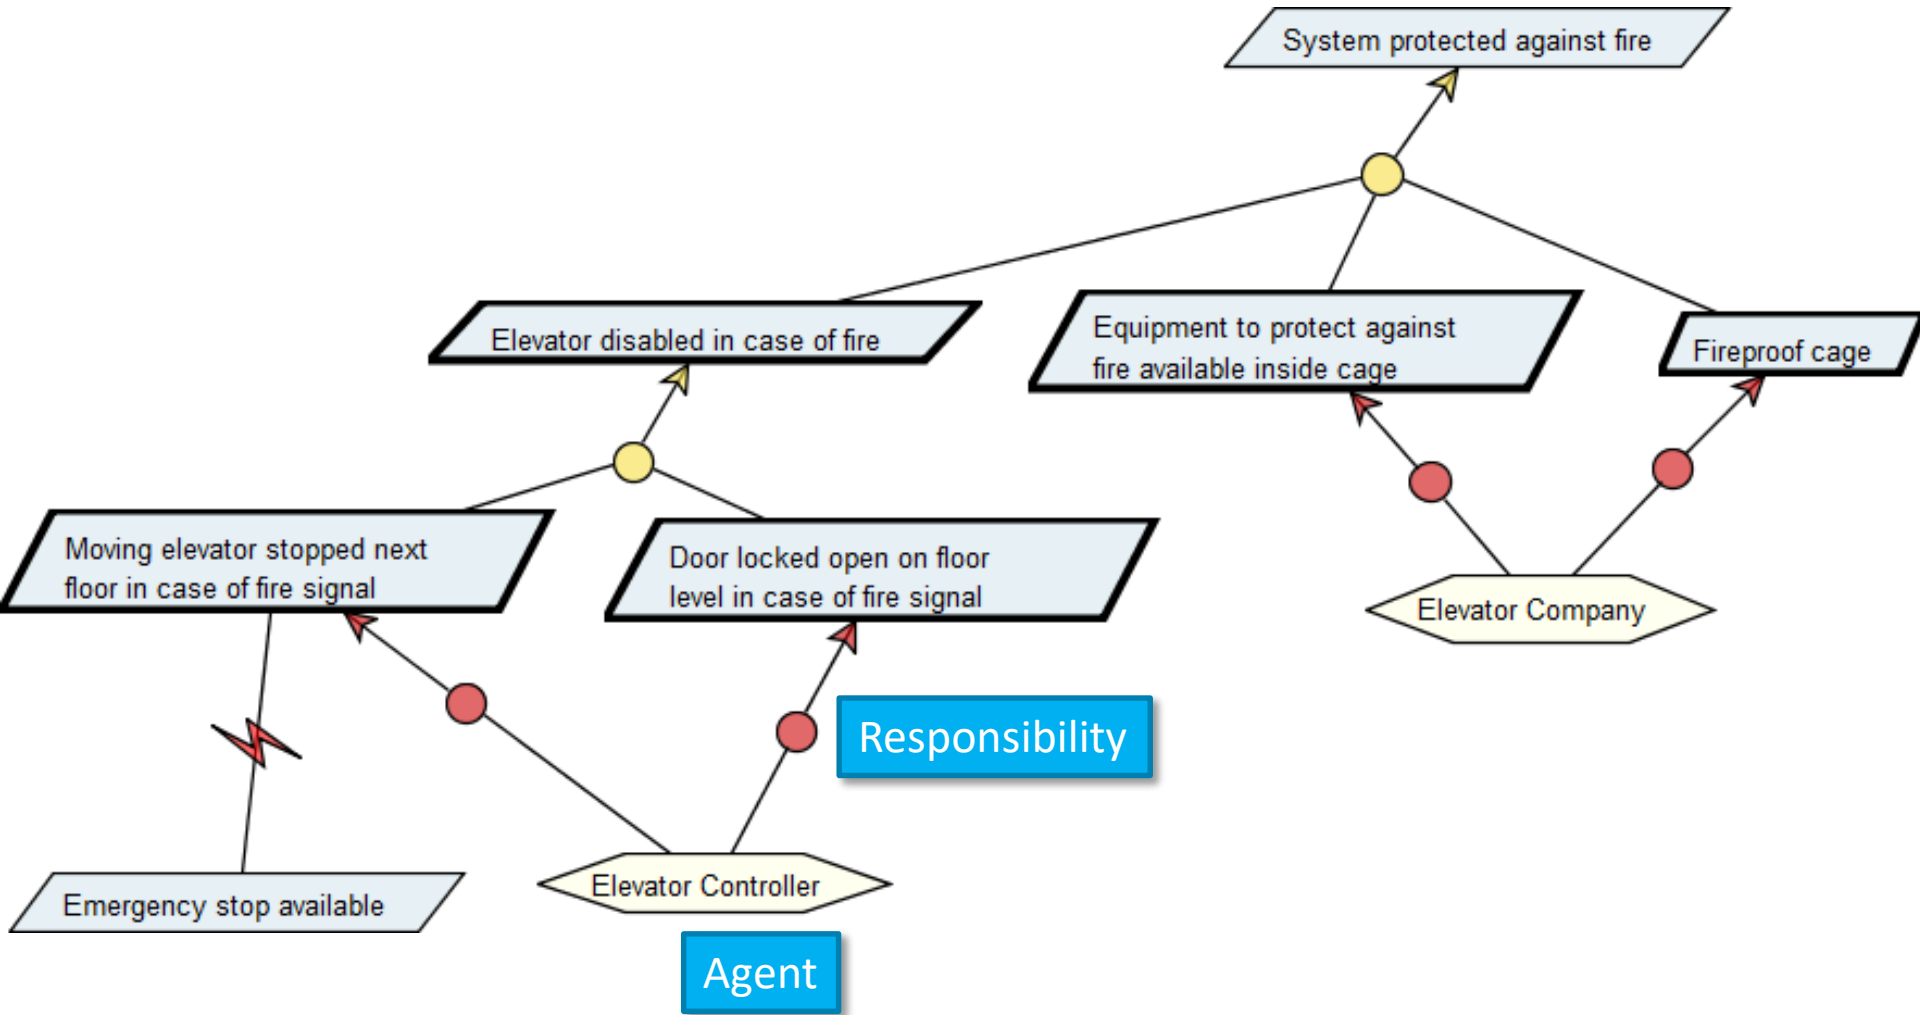 System protected against fire
Elevator disabled in case of fire
Equipment to protect against
fire available inside cage
Fireproof cage
Moving elevator stopped next
floor in case of fire signal
Door locked open on floor
level in case of fire signal
Elevator Company
Responsibility
Emergency stop available
Elevator Controller
Agent